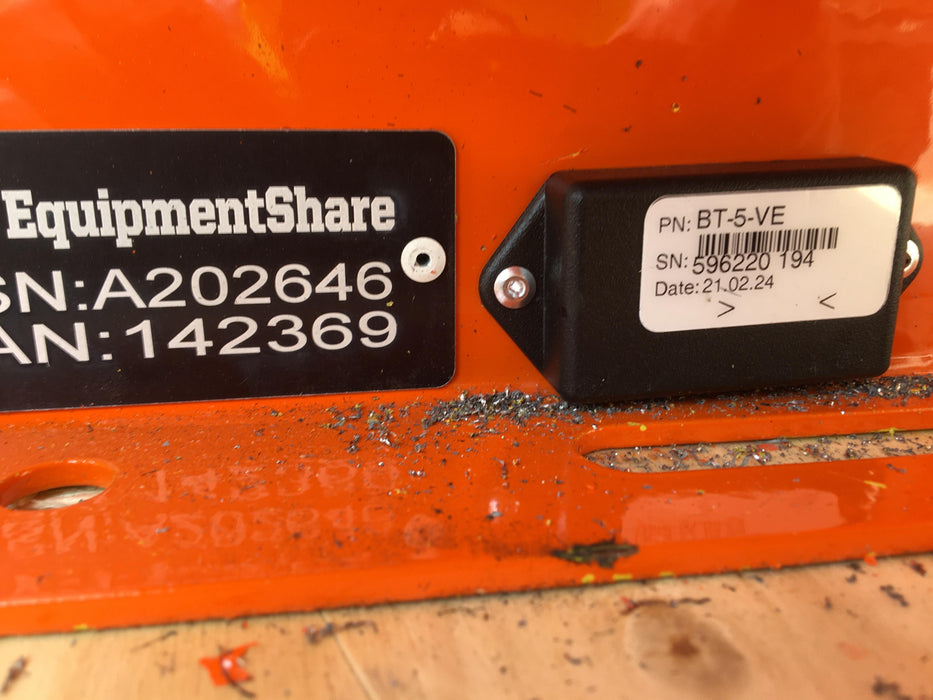 EquipmentShare
SN:A202646
AN:142369
PN: BT-5-VE
SN: 596220 194
Date: 21.02.24
> <